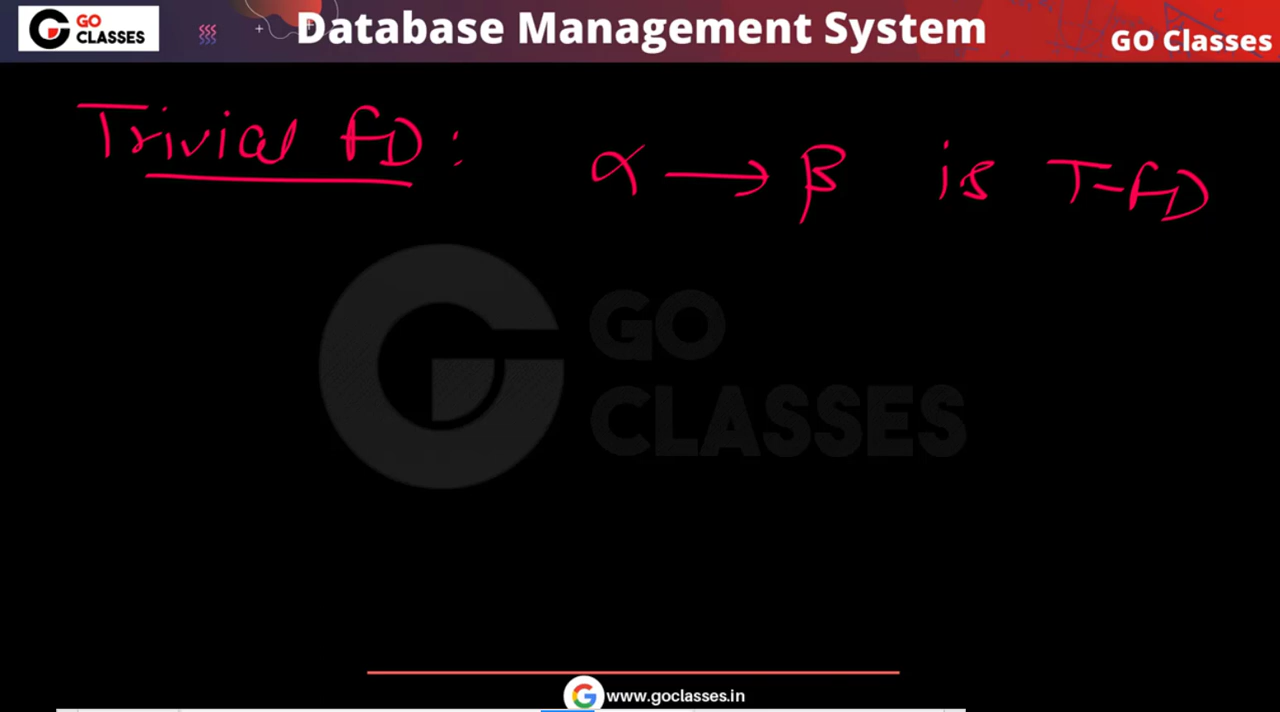 GO CLASSES
Database Management System
GO Classes
Trivial FD : α → β is T-FD
GO CLASSES
www.goclasses.in